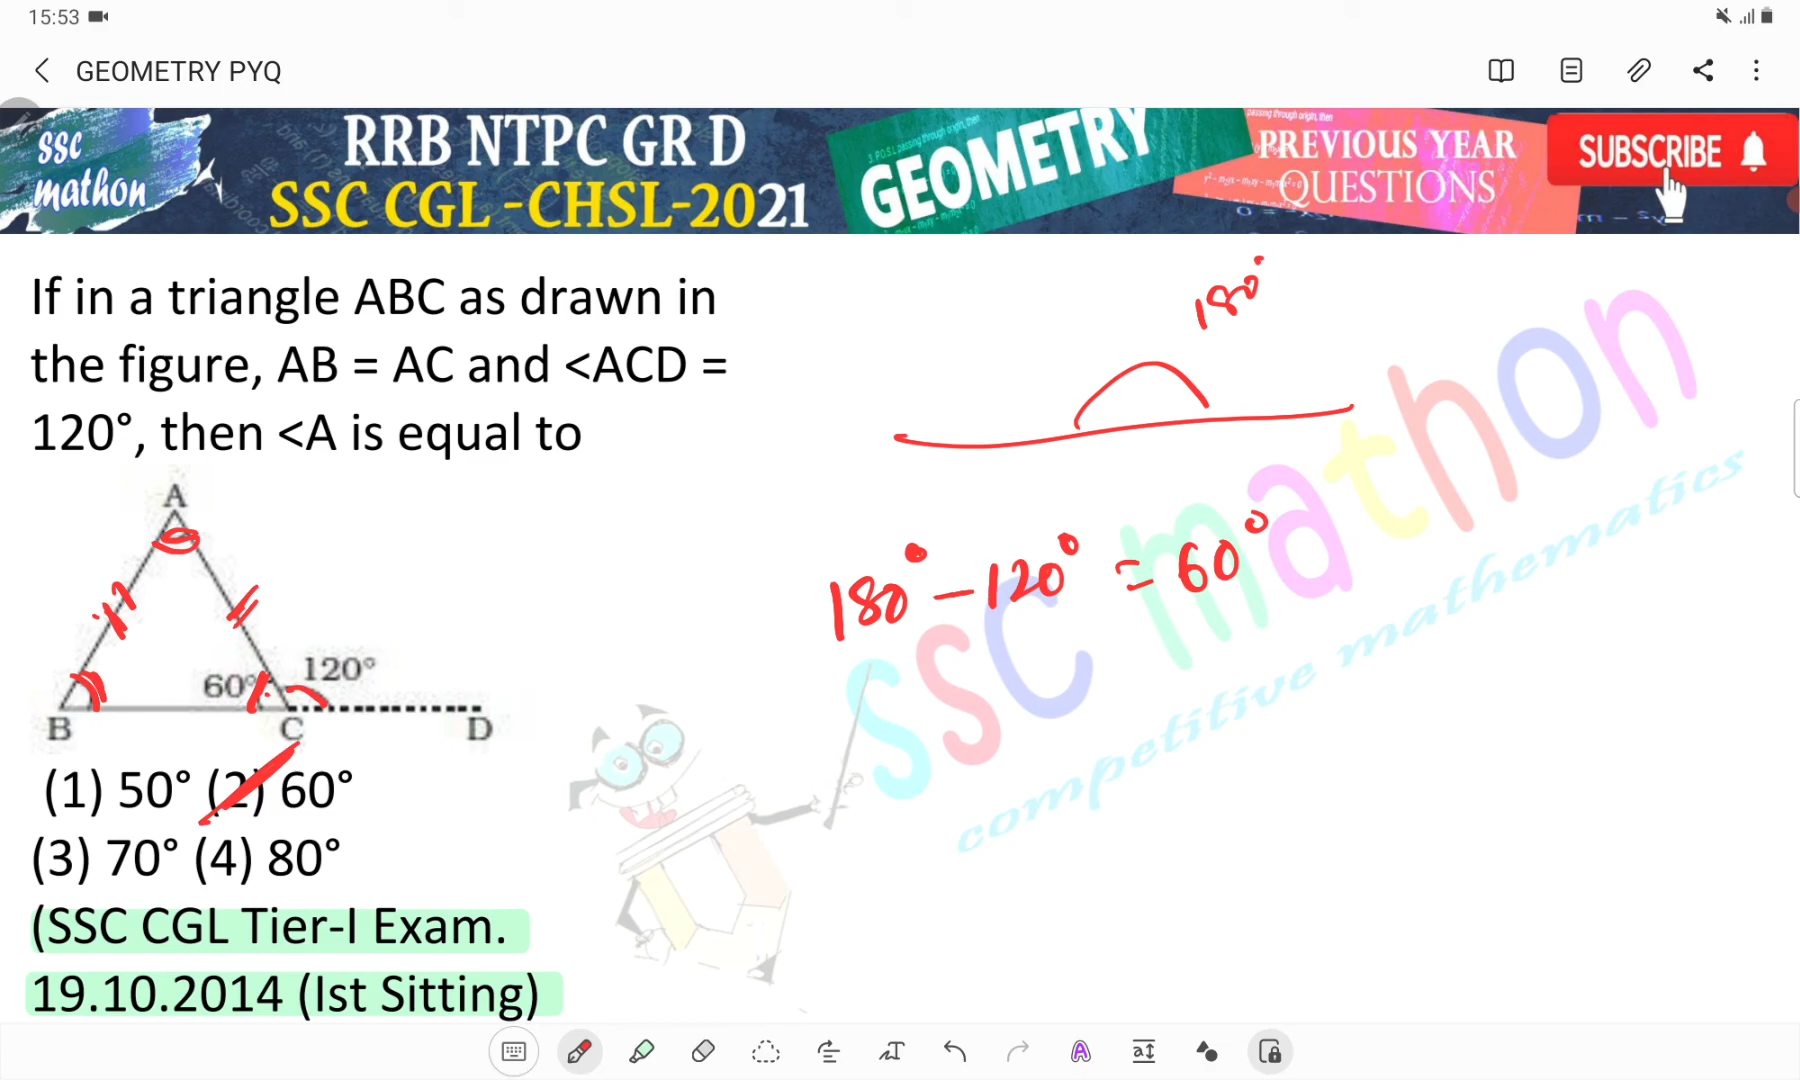 15:53
GEOMETRY PYQ
ssc
mathon
RRB NTPC GR D
SSC CGL -CHSL-2021
GEOMETRY
PREVIOUS YEAR
QUESTIONS
SUBSCRIBE
If in a triangle ABC as drawn in
the figure, AB = AC and <ACD =
120°, then <A is equal to
180°
180° - 120° = 60°
A
60° 120°
B C D
(1) 50° (2) 60°
(3) 70° (4) 80°
(SSC CGL Tier-I Exam.
19.10.2014 (Ist Sitting)
SSC mathon
competitive mathematics